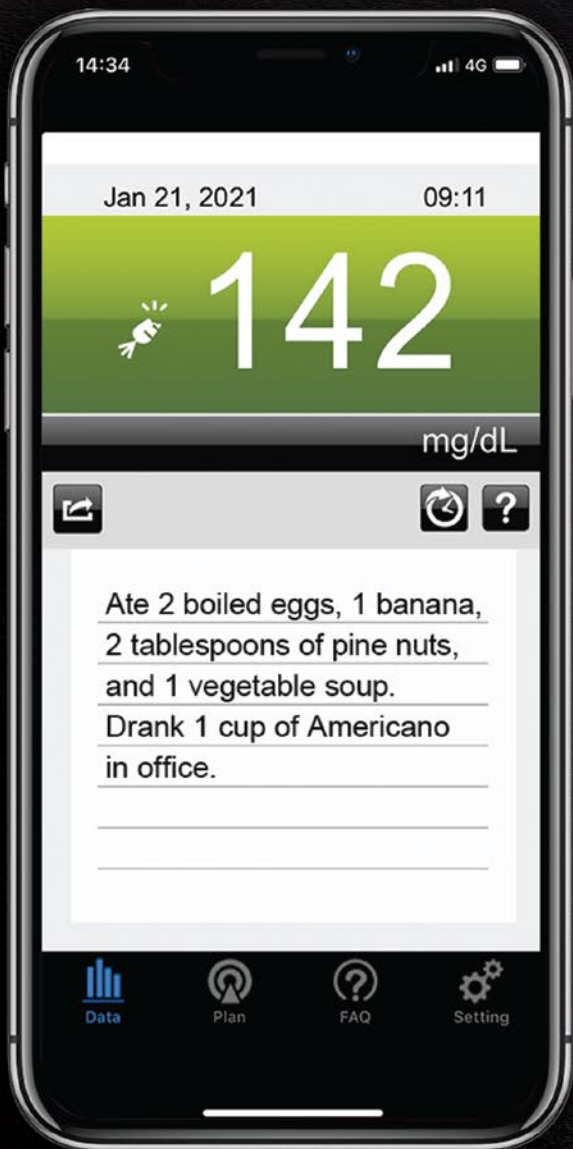 14:34
4G
Jan 21, 2021 09:11
142
mg/dL
?
Ate 2 boiled eggs, 1 banana,
2 tablespoons of pine nuts,
and 1 vegetable soup.
Drank 1 cup of Americano
in office.
?
Data Plan FAQ Setting